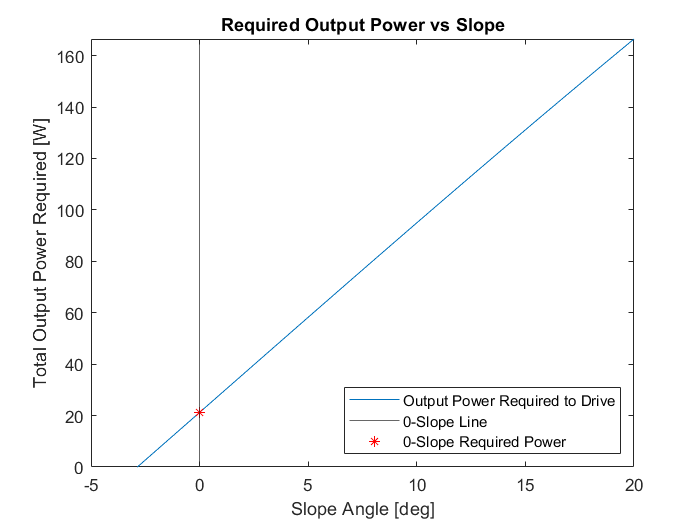 Required Output Power vs Slope
Total Output Power Required [W]
160
140
120
100
80
60
40
20
0
-5
0
5
10
15
20
Slope Angle [deg]
Output Power Required to Drive
0-Slope Line
0-Slope Required Power